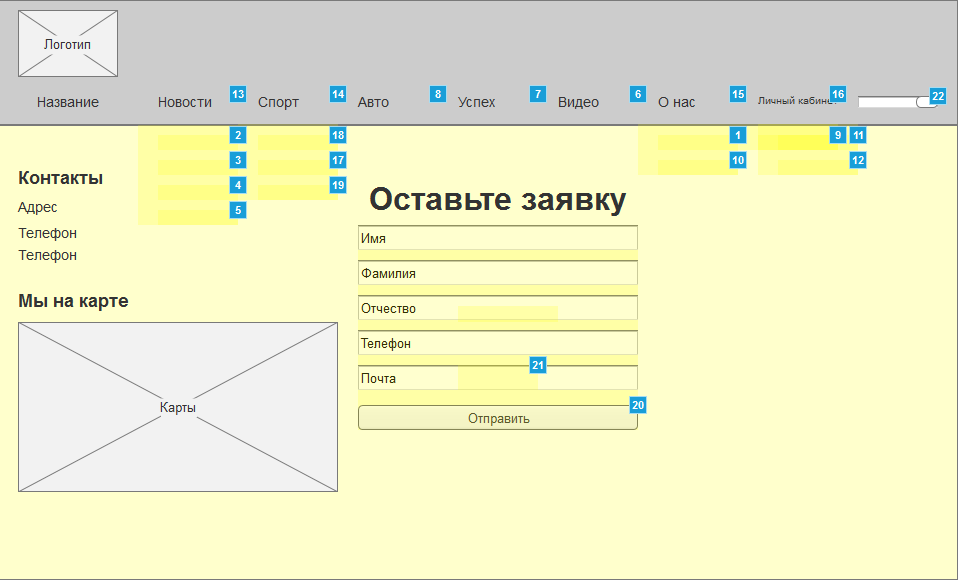 Логотип
Название Новости 13 Спорт 14 Авто 8 Успех 7 Видео 6 О нас 15 Личный кабинет 16 22
2 18 1 9 11
3 17 10 12
4 19
5
Контакты
Адрес
Телефон
Телефон
Мы на карте
Карты
Оставьте заявку
Имя
Фамилия
Отчество
Телефон
21
Почта
20
Отправить